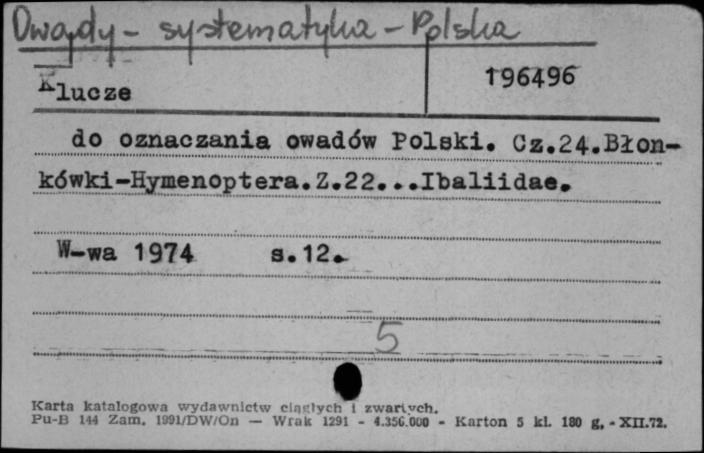 Owady - systematyka - Polska
Klucze
196496
do oznaczania owadów Polski. Cz.24.Błon-
kówki-Hymenoptera.Z.22...Ibaliidae.
W-wa 1974 s.12.
5
Karta katalogowa wydawnictw ciągłych i zwartych.
Pu-B 144 Zam. 1991/DW/On — Wrak 1291 - 4.356.000 - Karton 5 kl. 180 g. - XII.72.